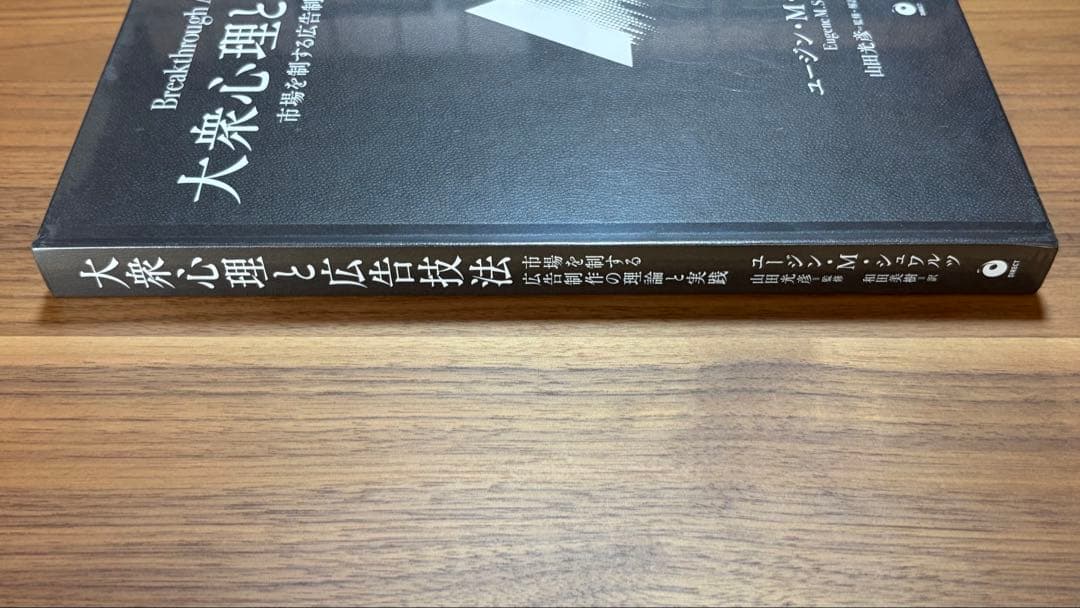 Breakthrough A
大衆心理と
市場を制する広告制
ユージン・M・
Eugene M. S
山田光彦
大衆心理と広告技法
市場を制する
広告制作の理論と実践
ユージン・M・シュワルツ
山田光彦 監修
和田美樹 訳
DIRECT